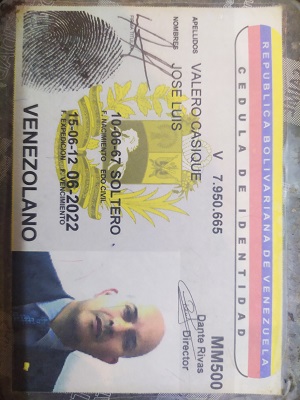 REPUBLICA BOLIVARIANA DE VENEZUELA
CEDULA DE IDENTIDAD
V 7.950.665
MM500
Dante Rivas
Director
APELLIDOS VALERO CASIQUE
NOMBRES JOSE LUIS
10-06-67 SOLTERO
F. NACIMIENTO EDO CIVIL
15-06-12 06-2022
F. EXPEDICION F. VENCIMIENTO
VENEZOLANO